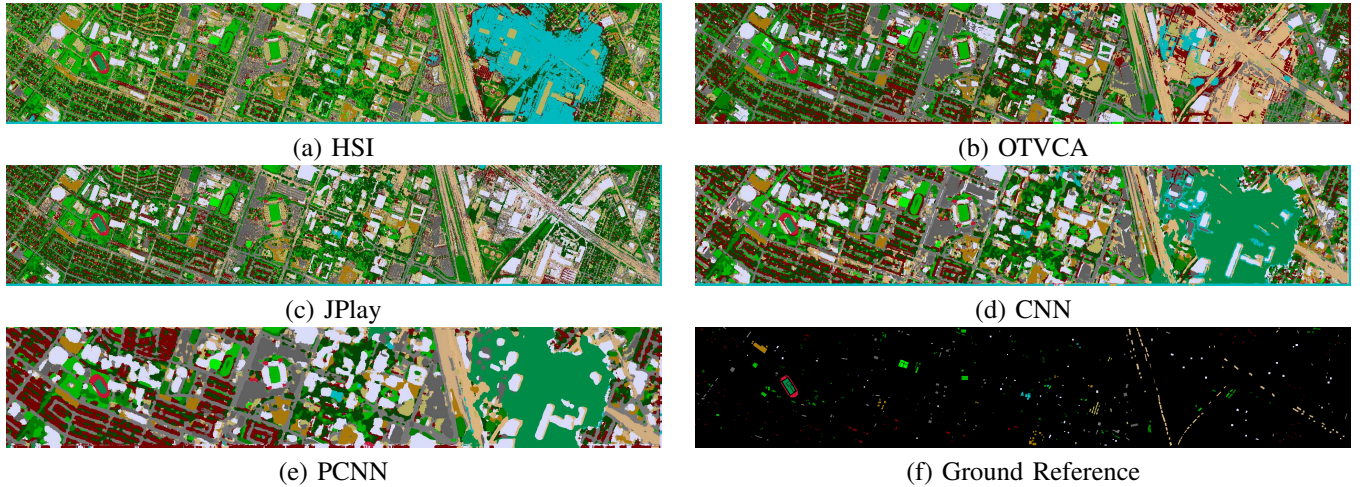 (a) HSI
(b) OTVCA
(c) JPlay
(d) CNN
(e) PCNN
(f) Ground Reference